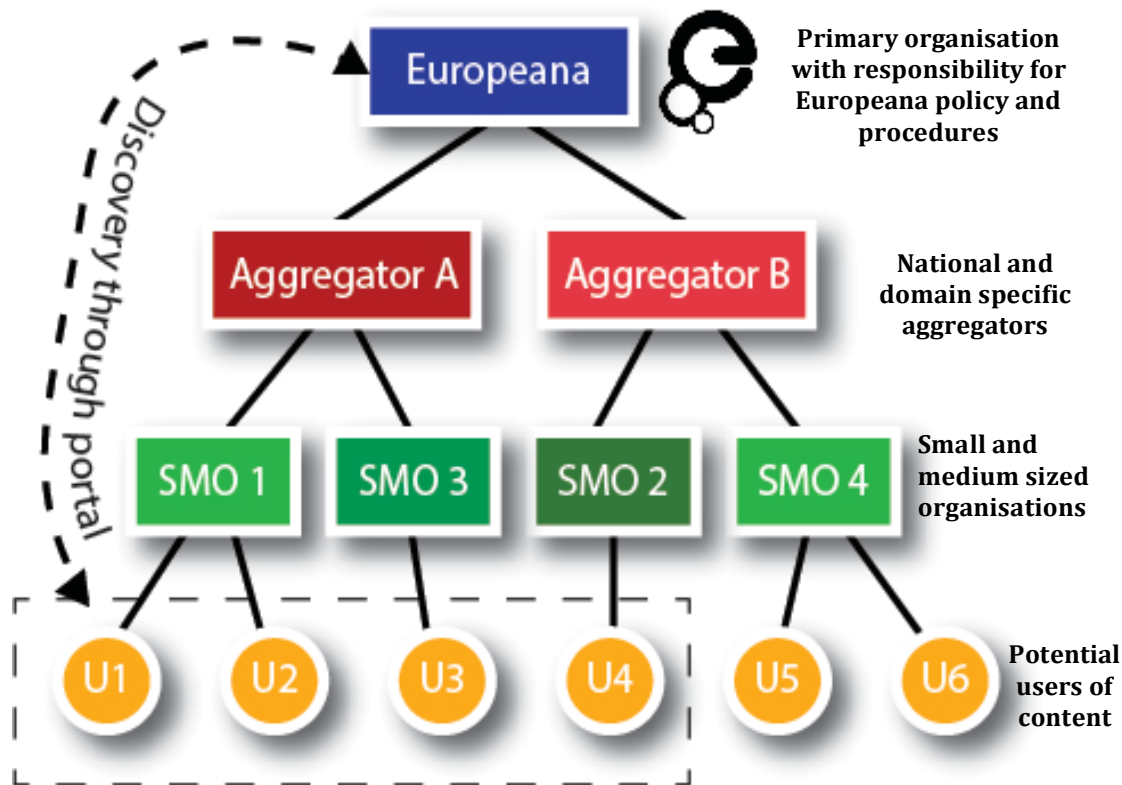 Europeana
Primary organisation
with responsibility for
Europeana policy and
procedures
Discovery through portal
Aggregator A
Aggregator B
National and
domain specific
aggregators
SMO 1
SMO 3
SMO 2
SMO 4
Small and
medium sized
organisations
U1
U2
U3
U4
U5
U6
Potential
users of
content